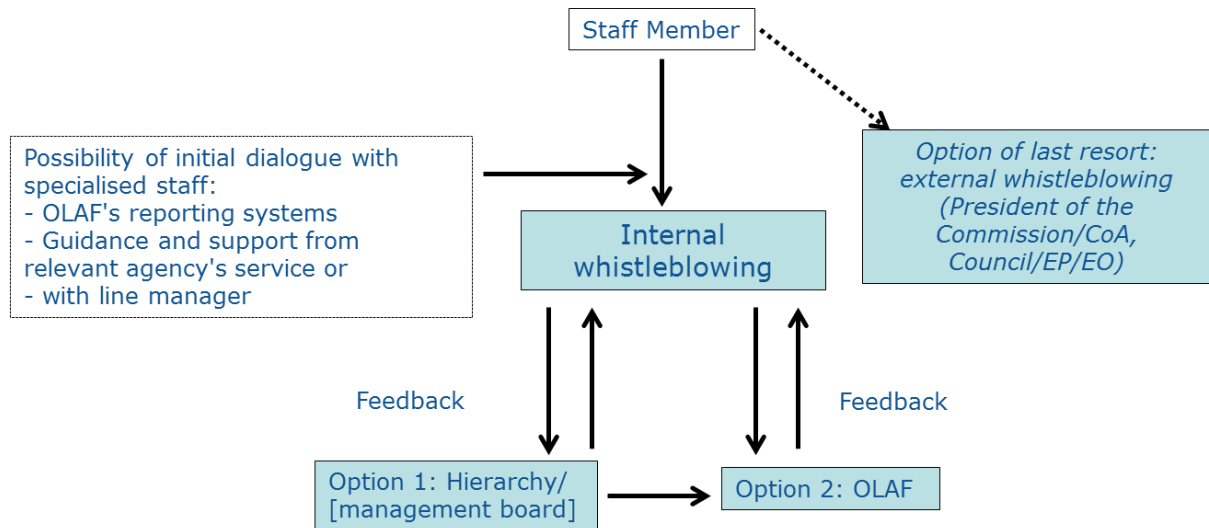 Staff Member
Possibility of initial dialogue with
specialised staff:
- OLAF's reporting systems
- Guidance and support from
relevant agency's service or
- with line manager
Option of last resort:
external whistleblowing
(President of the
Commission/CoA,
Council/EP/EO)
Internal
whistleblowing
Feedback
Feedback
Option 1: Hierarchy/
[management board]
Option 2: OLAF